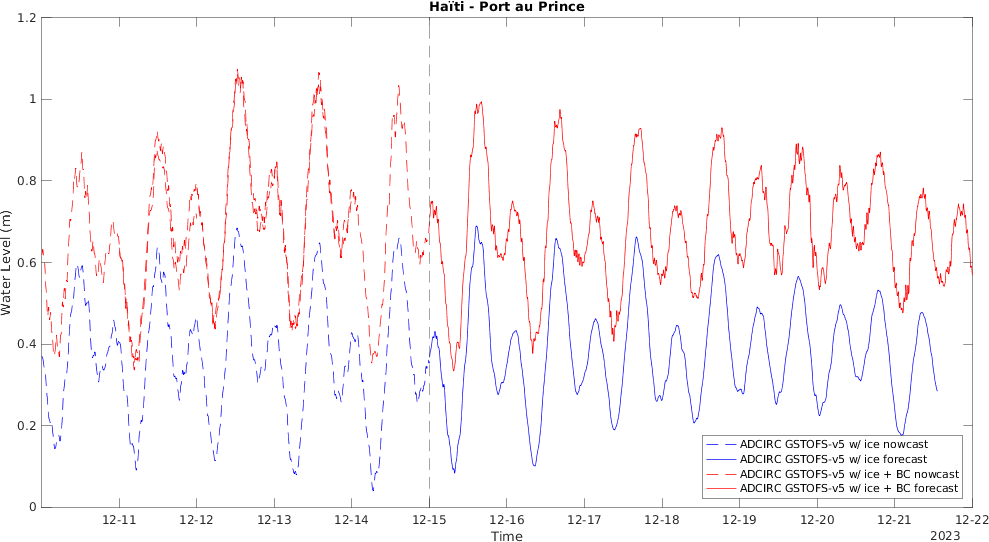 Haïti - Port au Prince
1.2
1
0.8
0.6
0.4
0.2
0
Water Level (m)
12-11
12-12
12-13
12-14
12-15
12-16
12-17
12-18
12-19
12-20
12-21
12-22
Time
2023
ADCIRC GSTOFS-v5 w/ ice nowcast
ADCIRC GSTOFS-v5 w/ ice forecast
ADCIRC GSTOFS-v5 w/ ice + BC nowcast
ADCIRC GSTOFS-v5 w/ ice + BC forecast